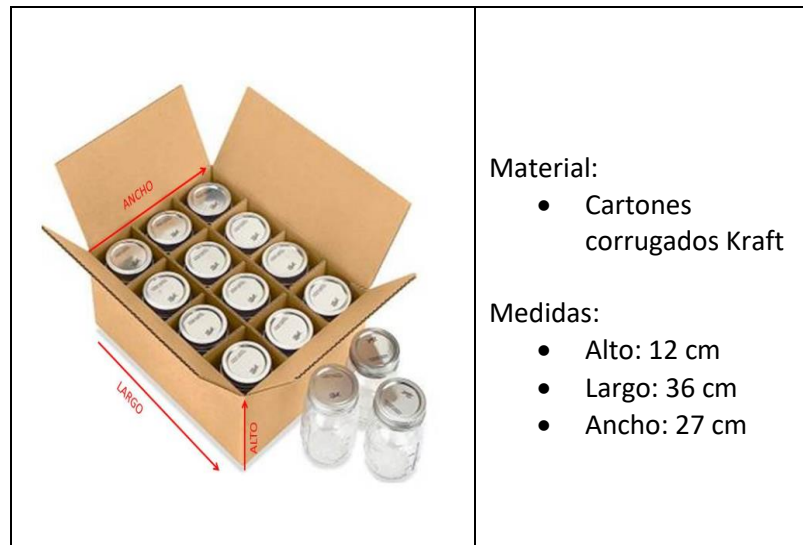 ANCHO
LARGO
ALTO
Material:
• Cartones
corrugados Kraft
Medidas:
• Alto: 12 cm
• Largo: 36 cm
• Ancho: 27 cm